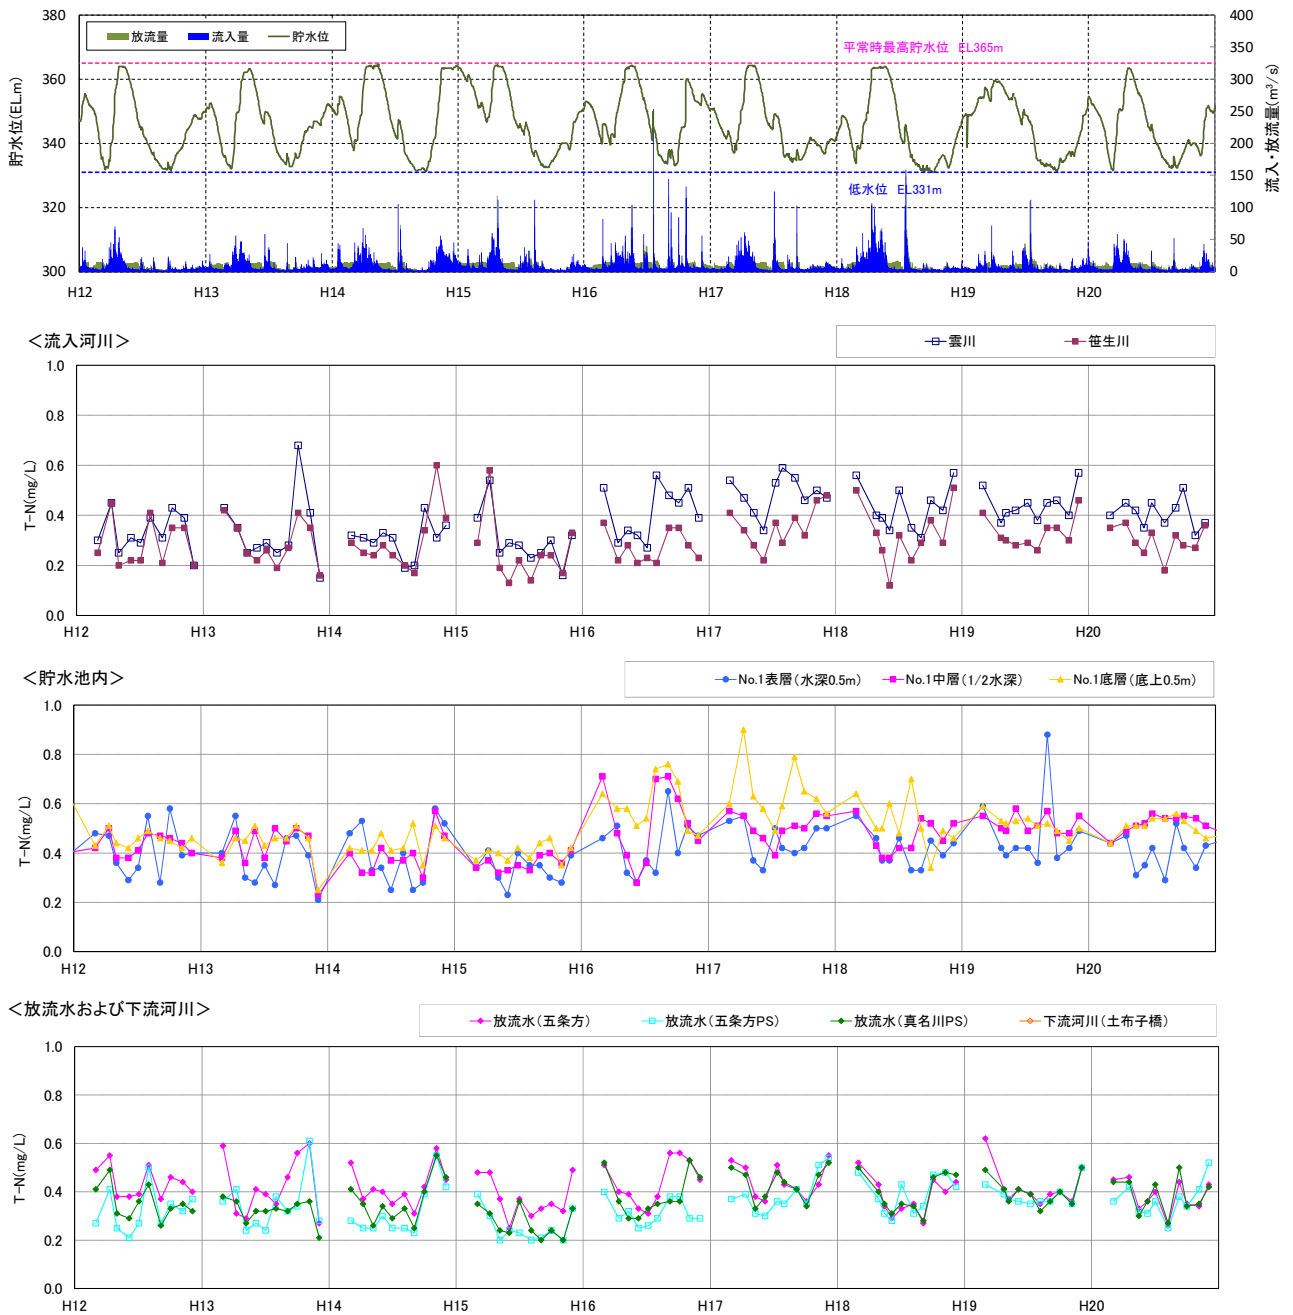 380
360
340
320
300
貯水位(EL.m)
放流量 流入量 貯水位
平常時最高貯水位 EL365m
低水位 EL331m
400
350
300
250
200
150
100
50
0
流入・放流量(m³/s)
H12 H13 H14 H15 H16 H17 H18 H19 H20
＜流入河川＞
雲川 笹生川
1.0
0.8
0.6
0.4
0.2
0.0
T-N(mg/L)
H12 H13 H14 H15 H16 H17 H18 H19 H20
＜貯水池内＞
No.1表層(水深0.5m) No.1中層(1/2水深) No.1底層(底上0.5m)
1.0
0.8
0.6
0.4
0.2
0.0
T-N(mg/L)
H12 H13 H14 H15 H16 H17 H18 H19 H20
＜放流水および下流河川＞
放流水(五条方) 放流水(五条方PS) 放流水(真名川PS) 下流河川(土布子橋)
1.0
0.8
0.6
0.4
0.2
0.0
T-N(mg/L)
H12 H13 H14 H15 H16 H17 H18 H19 H20